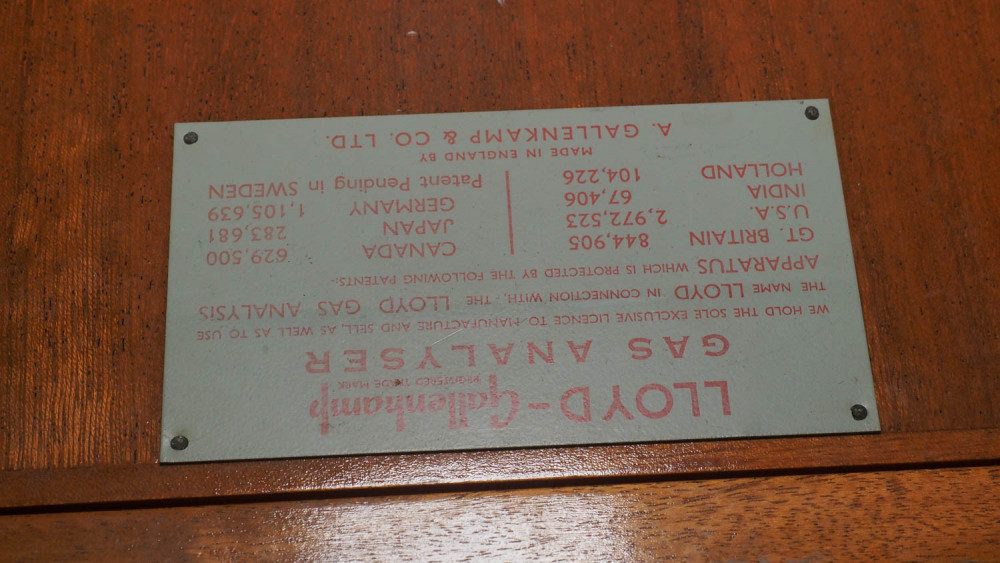 LLOYD-Gallenkamp
REGISTERED TRADE MARK
GAS ANALYSER
WE HOLD THE SOLE EXCLUSIVE LICENCE TO MANUFACTURE AND SELL, AS WELL AS TO USE
THE NAME LLOYD IN CONNECTION WITH, THE LLOYD GAS ANALYSIS
APPARATUS WHICH IS PROTECTED BY THE FOLLOWING PATENTS:-
GT. BRITAIN 844,905
U.S.A. 2,972,523
INDIA 67,406
HOLLAND 104,226
CANADA 629,500
JAPAN 283,681
GERMANY 1,105,639
Patent Pending in SWEDEN
MADE IN ENGLAND BY
A. GALLENKAMP & CO. LTD.